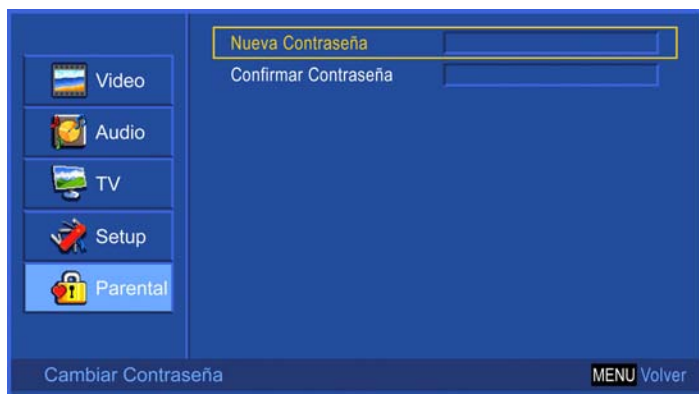 Nueva Contraseña
Confirmar Contraseña
Video
Audio
TV
Setup
Parental
Cambiar Contraseña
MENU Volver